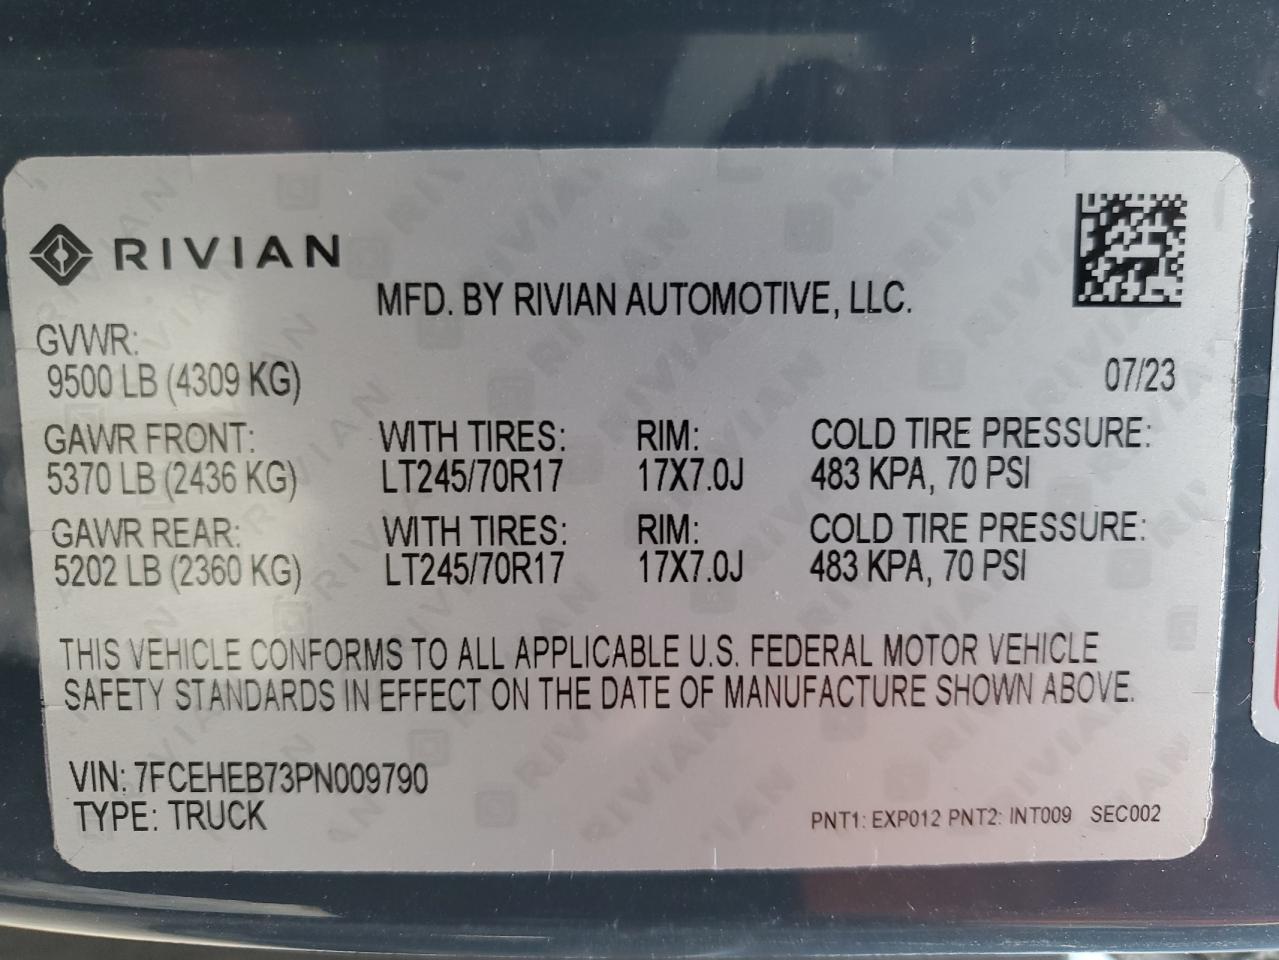 RIVIAN
MFD. BY RIVIAN AUTOMOTIVE, LLC.
GVWR:
9500 LB (4309 KG)
07/23
GAWR FRONT: WITH TIRES: RIM: COLD TIRE PRESSURE:
5370 LB (2436 KG) LT245/70R17 17X7.0J 483 KPA, 70 PSI
GAWR REAR: WITH TIRES: RIM: COLD TIRE PRESSURE:
5202 LB (2360 KG) LT245/70R17 17X7.0J 483 KPA, 70 PSI
THIS VEHICLE CONFORMS TO ALL APPLICABLE U.S. FEDERAL MOTOR VEHICLE
SAFETY STANDARDS IN EFFECT ON THE DATE OF MANUFACTURE SHOWN ABOVE.
VIN: 7FCEHEB73PN009790
TYPE: TRUCK
PNT1: EXP012 PNT2: INT009 SEC002